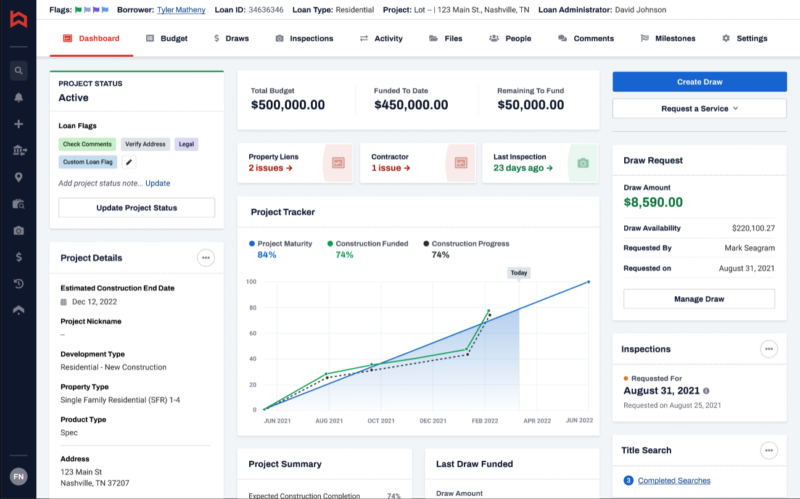 Flags:
Borrower: Tyler Matheny
Loan ID: 34636346
Loan Type: Residential
Project: Lot -- | 123 Main St., Nashville, TN
Loan Administrator: David Johnson
Dashboard
Budget
Draws
Inspections
Activity
Files
People
Comments
Milestones
Settings
PROJECT STATUS
Active
Loan Flags
Check Comments
Verify Address
Legal
Custom Loan Flag
Add project status note... Update
Update Project Status
Project Details
Estimated Construction End Date
Dec 12, 2022
Project Nickname
--
Development Type
Residential - New Construction
Property Type
Single Family Residential (SFR) 1-4
Product Type
Spec
Address
123 Main St
Nashville, TN 37207
FN
Total Budget
$500,000.00
Funded To Date
$450,000.00
Remaining To Fund
$50,000.00
Property Liens
2 issues →
Contractor
1 issue →
Last Inspection
23 days ago →
Project Tracker
Project Maturity
84%
Construction Funded
74%
Construction Progress
74%
Today
100
80
60
40
20
0
JUN 2021
AUG 2021
OCT 2021
DEC 2021
FEB 2022
APR 2022
JUN 2022
Project Summary
Expected Construction Completion 74%
Last Draw Funded
Draw Amount
Create Draw
Request a Service
Draw Request
Draw Amount
$8,590.00
Draw Availability $220,100.27
Requested By Mark Seagram
Requested on August 31, 2021
Manage Draw
Inspections
Requested For
August 31, 2021
Requested on August 25, 2021
Title Search
3 Completed Searches